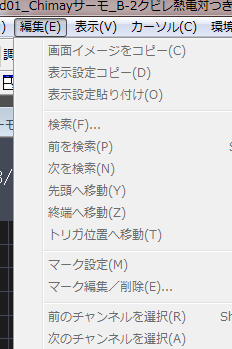 d01_Chimayサーモ_B-2クビレ熱電対つき
編集(E) 表示(V) カーソル(C) 環境
画面イメージをコピー(C)
表示設定コピー(D)
表示設定貼り付け(O)
検索(F)...
前を検索(P) S
次を検索(N)
先頭へ移動(Y)
終端へ移動(Z)
トリガ位置へ移動(T)
マーク設定(M)
マーク編集／削除(E)...
前のチャンネルを選択(R) Sh
次のチャンネルを選択(A)